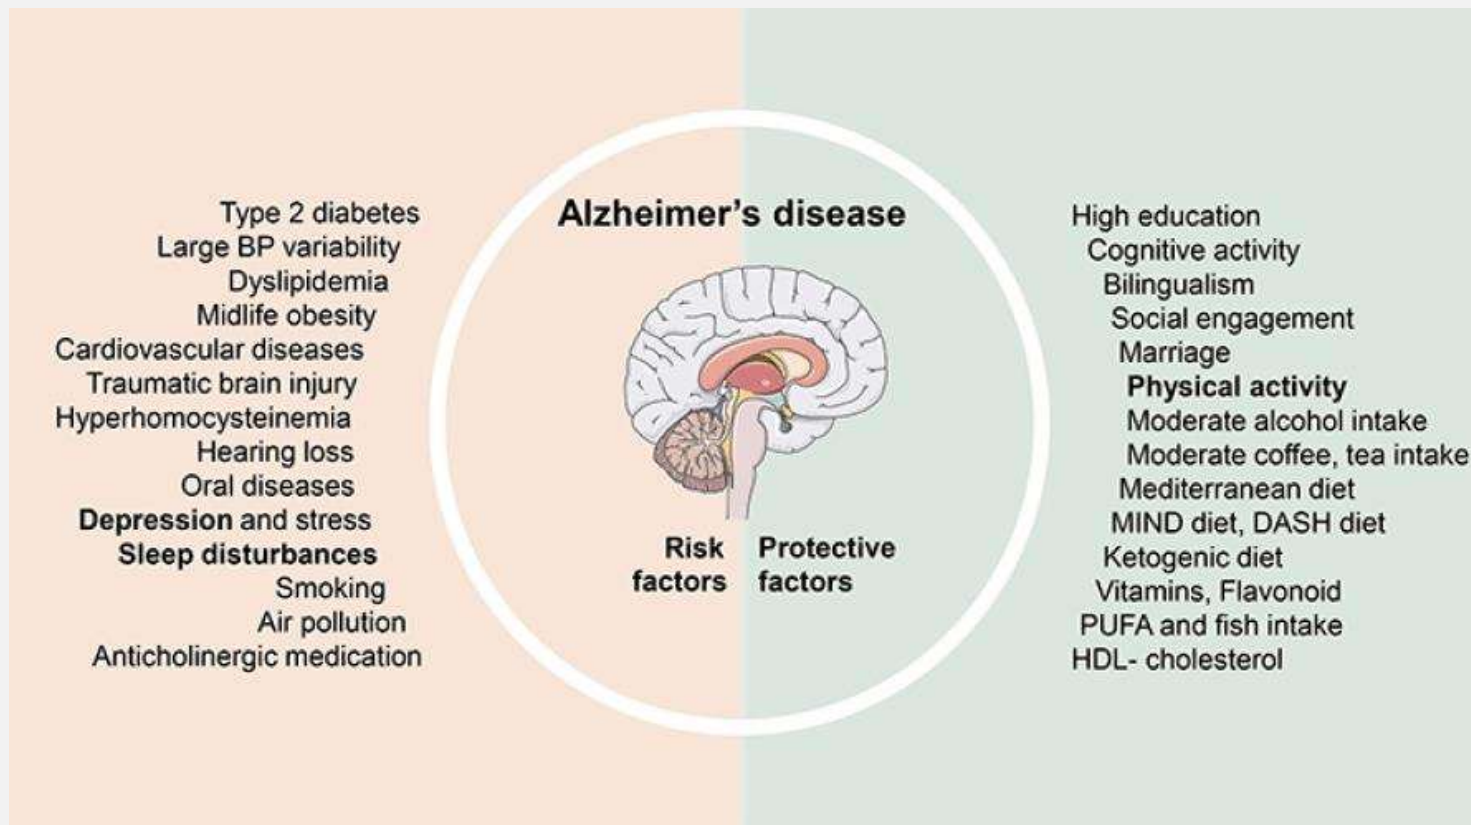 Alzheimer's disease
Type 2 diabetes
Large BP variability
Dyslipidemia
Midlife obesity
Cardiovascular diseases
Traumatic brain injury
Hyperhomocysteinemia
Hearing loss
Oral diseases
Depression and stress
Sleep disturbances
Smoking
Air pollution
Anticholinergic medication
Risk
factors
Protective
factors
High education
Cognitive activity
Bilingualism
Social engagement
Marriage
Physical activity
Moderate alcohol intake
Moderate coffee, tea intake
Mediterranean diet
MIND diet, DASH diet
Ketogenic diet
Vitamins, Flavonoid
PUFA and fish intake
HDL- cholesterol